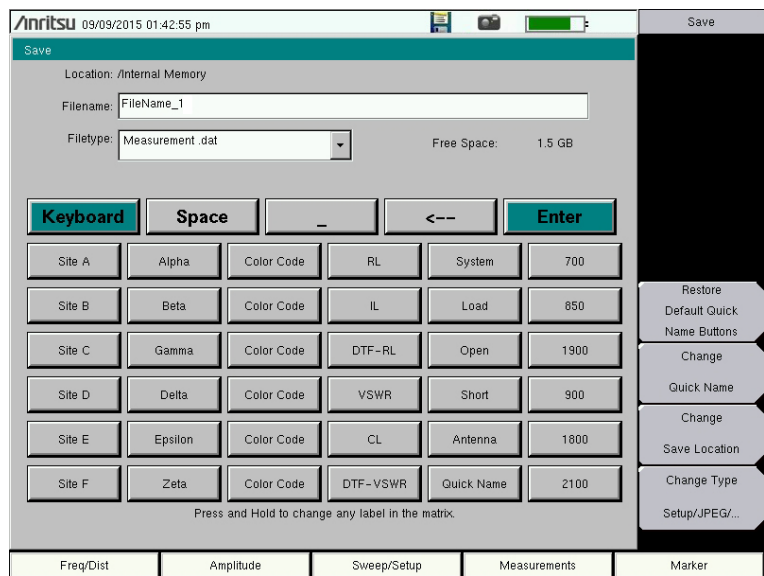 /Inritsu 09/09/2015 01:42:55 pm
Save
Save
Location: /Internal Memory
Filename: FileName_1
Filetype: Measurement .dat
Free Space: 1.5 GB
Keyboard Space _ <-- Enter
Site A Alpha Color Code RL System 700
Site B Beta Color Code IL Load 850
Site C Gamma Color Code DTF-RL Open 1900
Site D Delta Color Code VSWR Short 900
Site E Epsilon Color Code CL Antenna 1800
Site F Zeta Color Code DTF-VSWR Quick Name 2100
Press and Hold to change any label in the matrix.
Restore
Default Quick
Name Buttons
Change
Quick Name
Change
Save Location
Change Type
Setup/JPEG/...
Freq/Dist Amplitude Sweep/Setup Measurements Marker